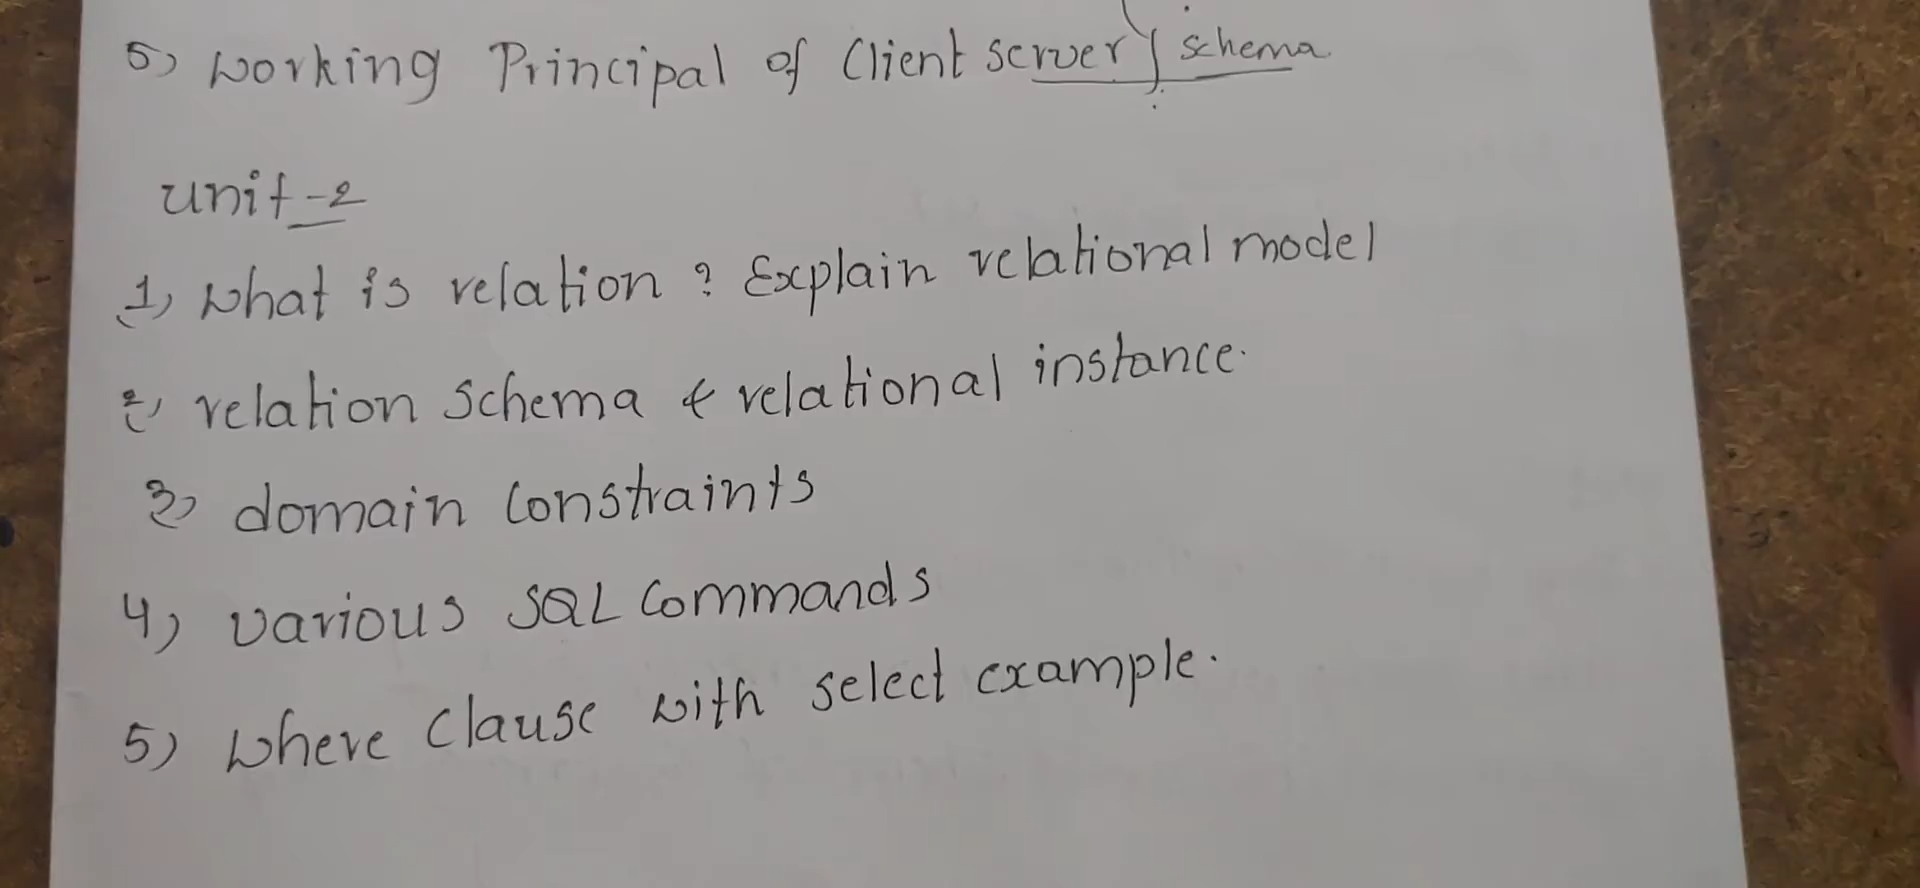 5) Working Principal of Client server / schema
unit-2
1) What is relation ? Explain relational model
2) relation schema & relational instance.
3) domain constraints
4) various SQL Commands
5) Where Clause with select example.